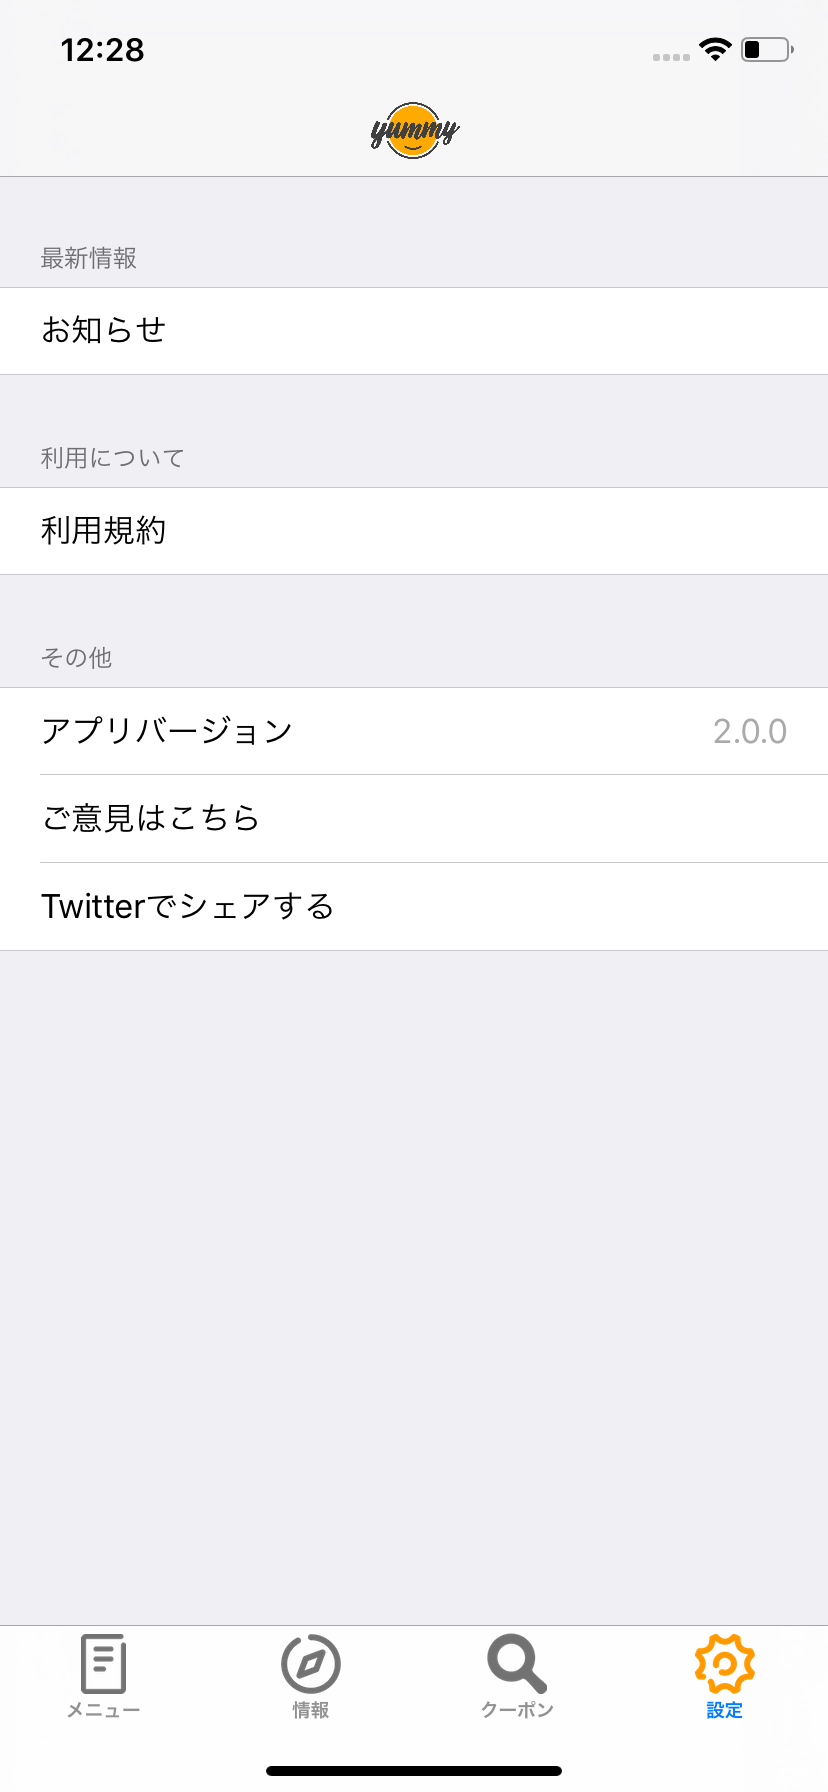 12:28
yummy
最新情報
お知らせ
利用について
利用規約
その他
アプリバージョン 2.0.0
ご意見はこちら
Twitterでシェアする
メニュー 情報 クーポン 設定